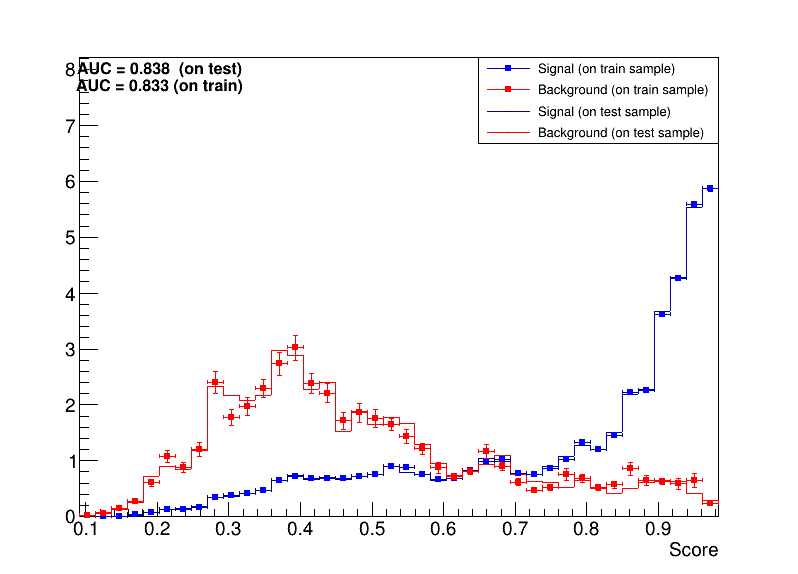 AUC = 0.838 (on test)
AUC = 0.833 (on train)
Signal (on train sample)
Background (on train sample)
Signal (on test sample)
Background (on test sample)
8
7
6
5
4
3
2
1
0
0.1 0.2 0.3 0.4 0.5 0.6 0.7 0.8 0.9
Score